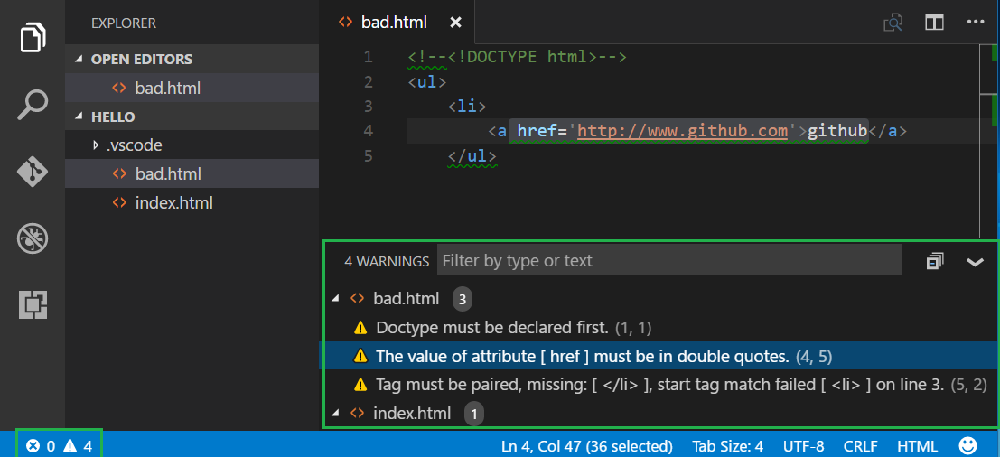 EXPLORER
OPEN EDITORS
bad.html
HELLO
.vscode
bad.html
index.html
bad.html
1 <!--<!DOCTYPE html>-->
2 <ul>
3 <li>
4 <a href='http://www.github.com'>github</a>
5 </ul>
4 WARNINGS Filter by type or text
bad.html 3
Doctype must be declared first. (1, 1)
The value of attribute [ href ] must be in double quotes. (4, 5)
Tag must be paired, missing: [ </li> ], start tag match failed [ <li> ] on line 3. (5, 2)
index.html 1
0 4 Ln 4, Col 47 (36 selected) Tab Size: 4 UTF-8 CRLF HTML